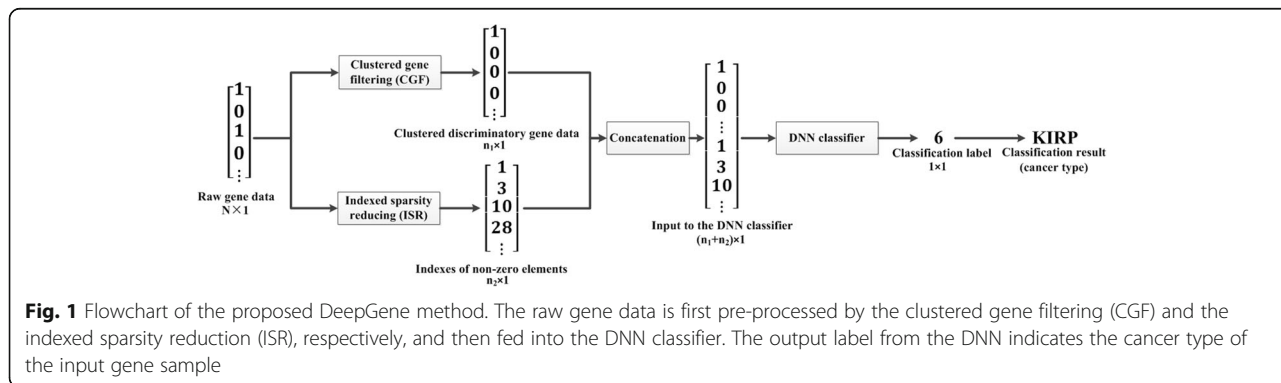 [1 0 1 0 ⋮]
Raw gene data
N×1
Clustered gene
filtering (CGF)
[1 0 0 0 ⋮]
Clustered discriminatory gene data
n₁×1
Indexed sparsity
reducing (ISR)
[1 3 10 28 ⋮]
Indexes of non-zero elements
n₂×1
Concatenation
[1 0 0 ⋮ 1 3 10 ⋮]
Input to the DNN classifier
(n₁+n₂)×1
DNN classifier
6
Classification label
1×1
KIRP
Classification result
(cancer type)
Fig. 1 Flowchart of the proposed DeepGene method. The raw gene data is first pre-processed by the clustered gene filtering (CGF) and the
indexed sparsity reduction (ISR), respectively, and then fed into the DNN classifier. The output label from the DNN indicates the cancer type of
the input gene sample